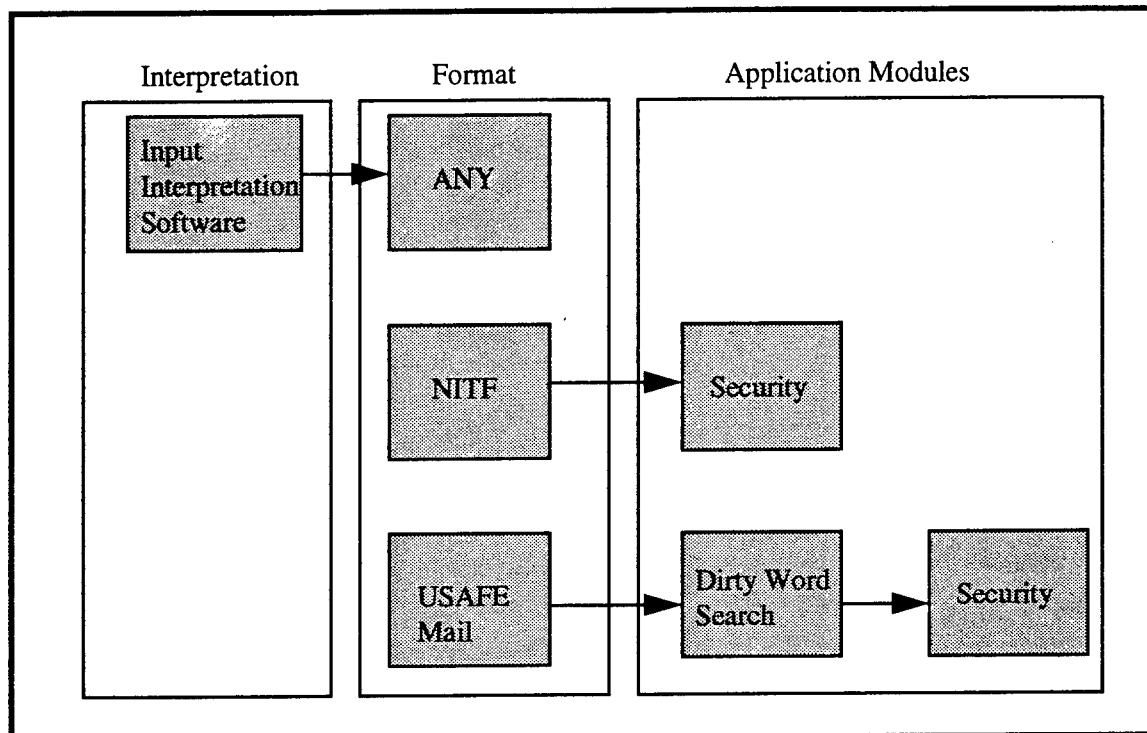 Interpretation
Format
Application Modules
Input
Interpretation
Software
ANY
NITF
Security
USAFE
Mail
Dirty Word
Search
Security